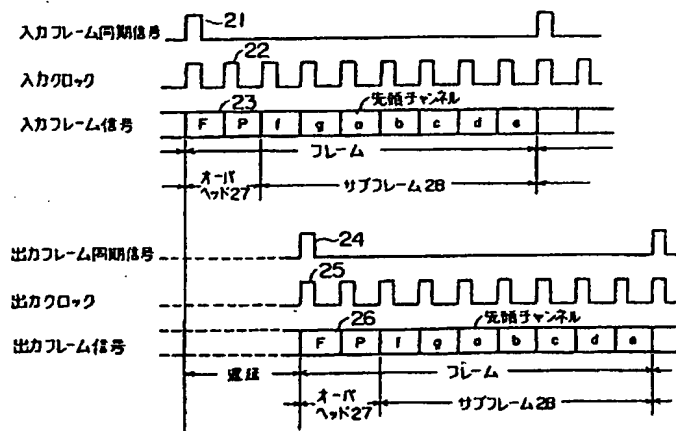 入力フレーム同期信号
21
入力クロック
22
23
先頭チャンネル
入力フレーム信号
F P f g a b c d e
フレーム
オーバヘッド27
サブフレーム28
24
出力フレーム同期信号
25
出力クロック
26
先頭チャンネル
出力フレーム信号
F P f g a b c d e
遅延
フレーム
オーバヘッド27
サブフレーム28